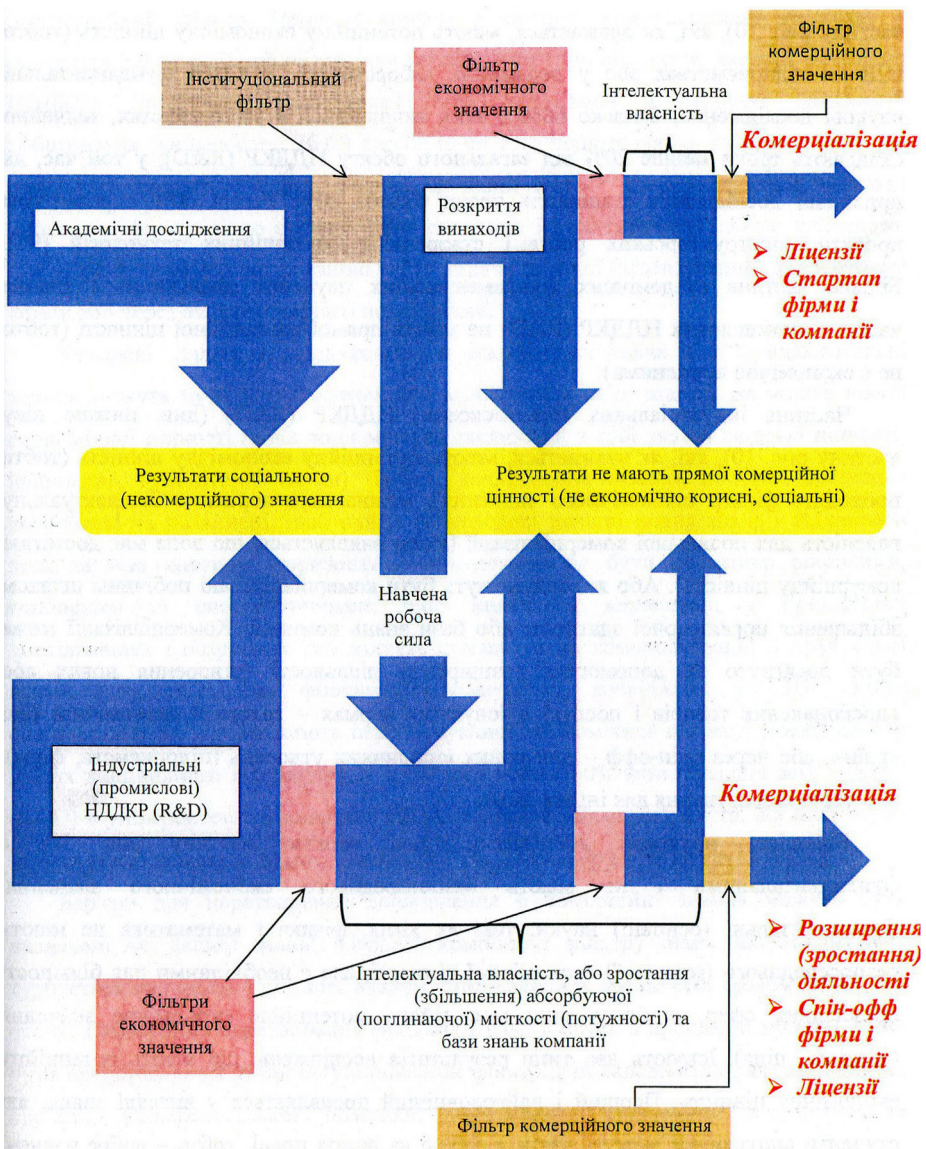 Інституціональний
фільтр
Фільтр
економічного
значення
Інтелектуальна
власність
Фільтр
комерційного
значення
Комерціалізація
Академічні дослідження
Розкриття
винаходів
➢ Ліцензії
➢ Стартап
фірми і
компанії
Результати соціального
(некомерційного) значення
Результати не мають прямої комерційної
цінності (не економічно корисні, соціальні)
Навчена
робоча
сила
Індустріальні
(промислові)
НДДКР (R&D)
Комерціалізація
Фільтри
економічного
значення
Інтелектуальна власність, або зростання
(збільшення) абсорбуючої
(поглинаючої) місткості (потужності) та
бази знань компанії
➢ Розширення
(зростання)
діяльності
➢ Спін-офф
фірми і
компанії
➢ Ліцензії
Фільтр комерційного значення